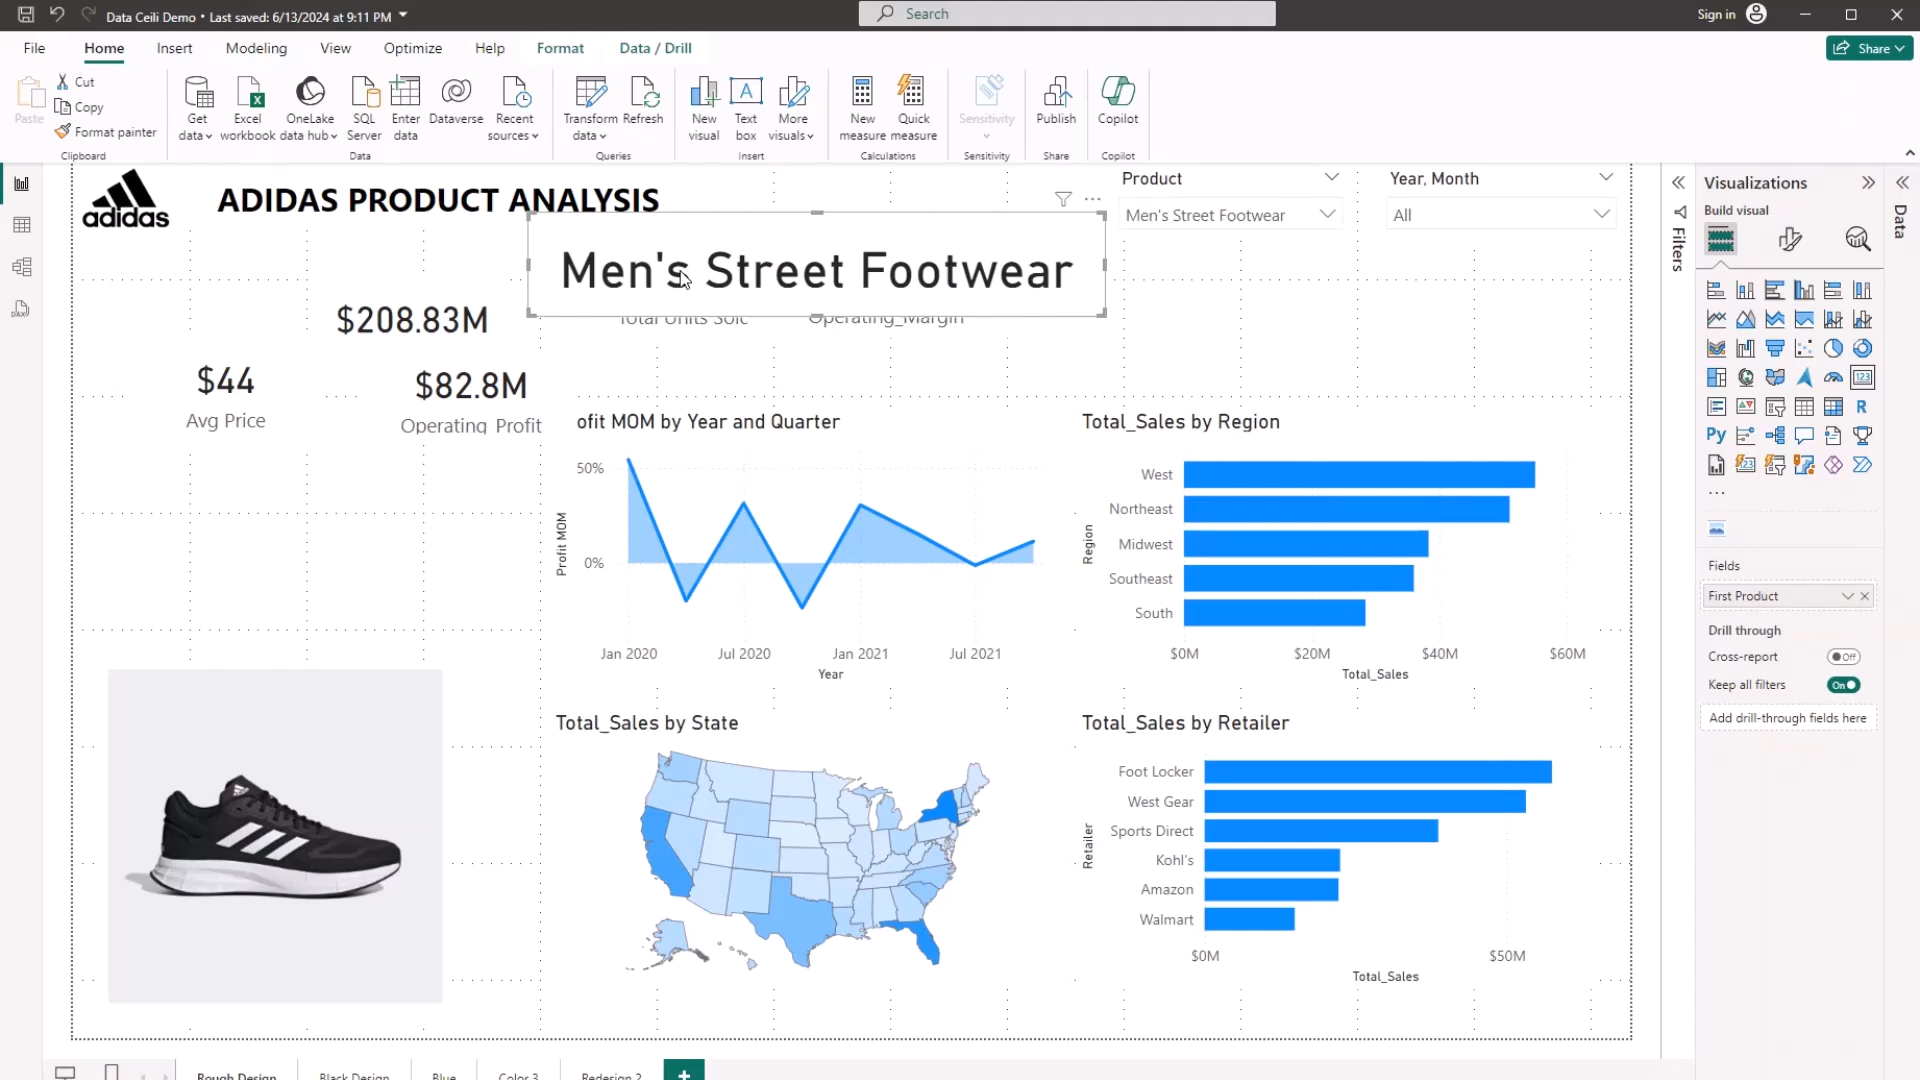 Data Ceili Demo • Last saved: 6/13/2024 at 9:11 PM
Search
Sign in
File Home Insert Modeling View Optimize Help Format Data / Drill
Share
Paste
Cut
Copy
Format painter
Clipboard
Get data
Excel workbook
OneLake data hub
SQL Server
Enter data
Dataverse
Recent sources
Data
Transform data
Refresh
Queries
New visual
Text box
More visuals
Insert
New measure
Quick measure
Calculations
Sensitivity
Sensitivity
Publish
Share
Copilot
Copilot
adidas
ADIDAS PRODUCT ANALYSIS
Product
Men's Street Footwear
Year, Month
All
Men's Street Footwear
Total Units Sold
Operating_Margin
$208.83M
$44
Avg Price
$82.8M
Operating Profit
ofit MOM by Year and Quarter
50%
0%
Profit MOM
Jan 2020 Jul 2020 Jan 2021 Jul 2021
Year
Total_Sales by Region
West
Northeast
Midwest
Southeast
South
Region
$0M $20M $40M $60M
Total_Sales
Total_Sales by State
Total_Sales by Retailer
Foot Locker
West Gear
Sports Direct
Kohl's
Amazon
Walmart
Retailer
$0M $50M
Total_Sales
Filters
Visualizations
Build visual
123
R
Py
123
Fields
First Product
Drill through
Cross-report Off
Keep all filters On
Add drill-through fields here
Data
Rough Design Black Design Blue Color 3 Redesign 2 +